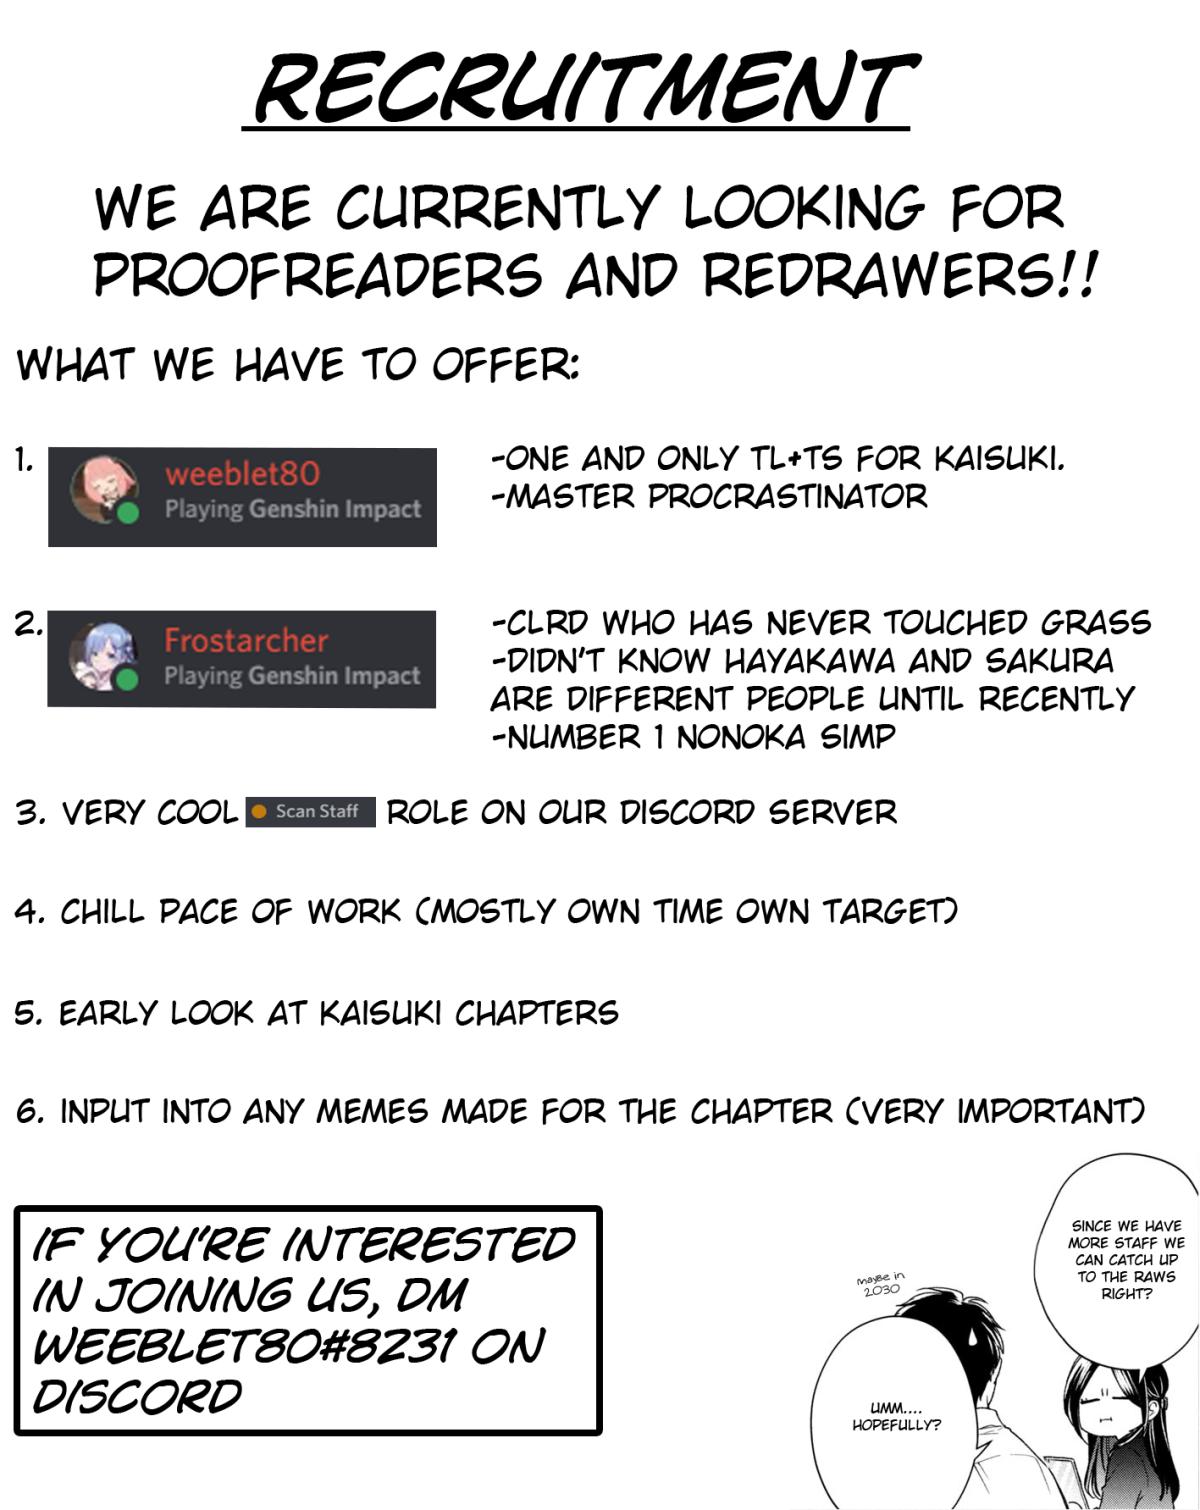 RECRUITMENT
WE ARE CURRENTLY LOOKING FOR
PROOFREADERS AND REDRAWERS!!
WHAT WE HAVE TO OFFER:
1.
weeblet80
Playing Genshin Impact
-ONE AND ONLY TL+TS FOR KAISUKI.
-MASTER PROCRASTINATOR
2.
Frostarcher
Playing Genshin Impact
-CLRD WHO HAS NEVER TOUCHED GRASS
-DIDN'T KNOW HAYAKAWA AND SAKURA
ARE DIFFERENT PEOPLE UNTIL RECENTLY
-NUMBER 1 NONOKA SIMP
3. VERY COOL Scan Staff ROLE ON OUR DISCORD SERVER
4. CHILL PACE OF WORK (MOSTLY OWN TIME OWN TARGET)
5. EARLY LOOK AT KAISUKI CHAPTERS
6. INPUT INTO ANY MEMES MADE FOR THE CHAPTER (VERY IMPORTANT)
IF YOU'RE INTERESTED
IN JOINING US, DM
WEEBLET80#8231 ON
DISCORD
SINCE WE HAVE
MORE STAFF WE
CAN CATCH UP
TO THE RAWS
RIGHT?
maybe in
2030
UMM....
HOPEFULLY?